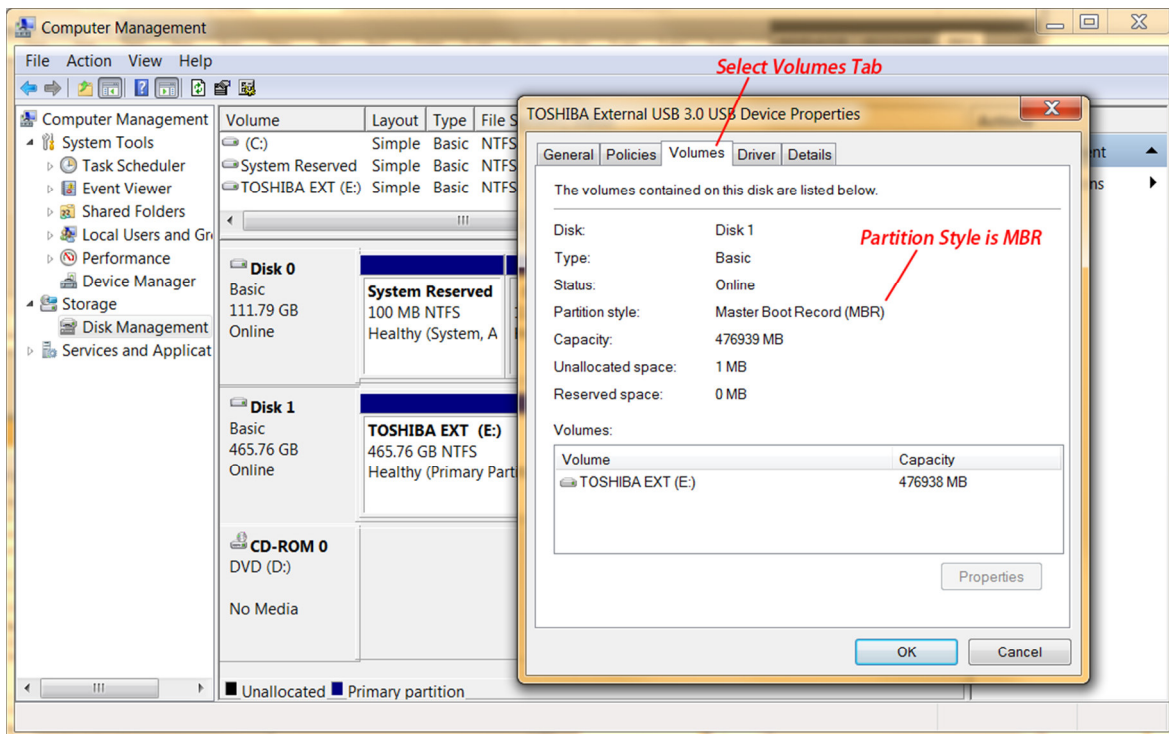 Computer Management
File Action View Help
Select Volumes Tab
Computer Management
System Tools
Task Scheduler
Event Viewer
Shared Folders
Local Users and Gr
Performance
Device Manager
Storage
Disk Management
Services and Applicat
Volume Layout Type File S
(C:) Simple Basic NTFS
System Reserved Simple Basic NTFS
TOSHIBA EXT (E:) Simple Basic NTFS
Disk 0
Basic
111.79 GB
Online
System Reserved
100 MB NTFS
Healthy (System, A
Disk 1
Basic
465.76 GB
Online
TOSHIBA EXT (E:)
465.76 GB NTFS
Healthy (Primary Parti
CD-ROM 0
DVD (D:)
No Media
Unallocated Primary partition
TOSHIBA External USB 3.0 USB Device Properties
General Policies Volumes Driver Details
The volumes contained on this disk are listed below.
Disk: Disk 1
Partition Style is MBR
Type: Basic
Status: Online
Partition style: Master Boot Record (MBR)
Capacity: 476939 MB
Unallocated space: 1 MB
Reserved space: 0 MB
Volumes:
Volume Capacity
TOSHIBA EXT (E:) 476938 MB
Properties
OK Cancel
nt
ns